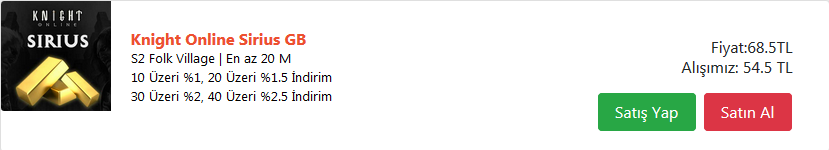 KNIGHT
ONLINE
SIRIUS
Knight Online Sirius GB
S2 Folk Village | En az 20 M
10 Üzeri %1, 20 Üzeri %1.5 İndirim
30 Üzeri %2, 40 Üzeri %2.5 İndirim
Fiyat:68.5TL
Alışımız: 54.5 TL
Satış Yap
Satın Al